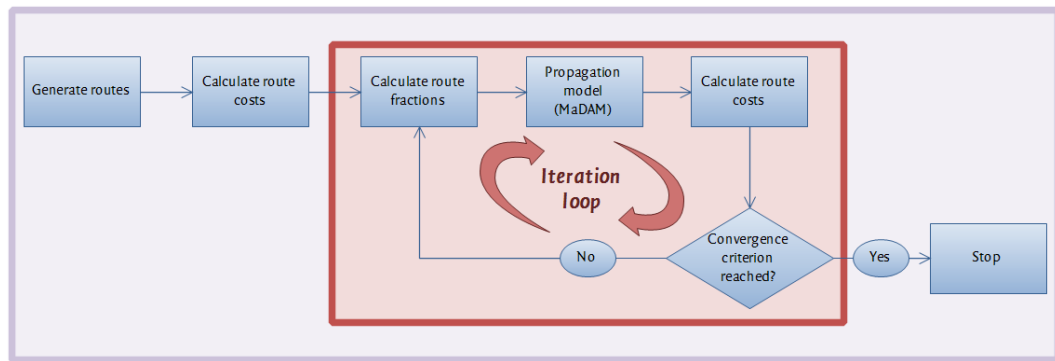 Generate routes
Calculate route
costs
Calculate route
fractions
Propagation
model
(MaDAM)
Calculate route
costs
Iteration
loop
Convergence
criterion
reached?
No
Yes
Stop